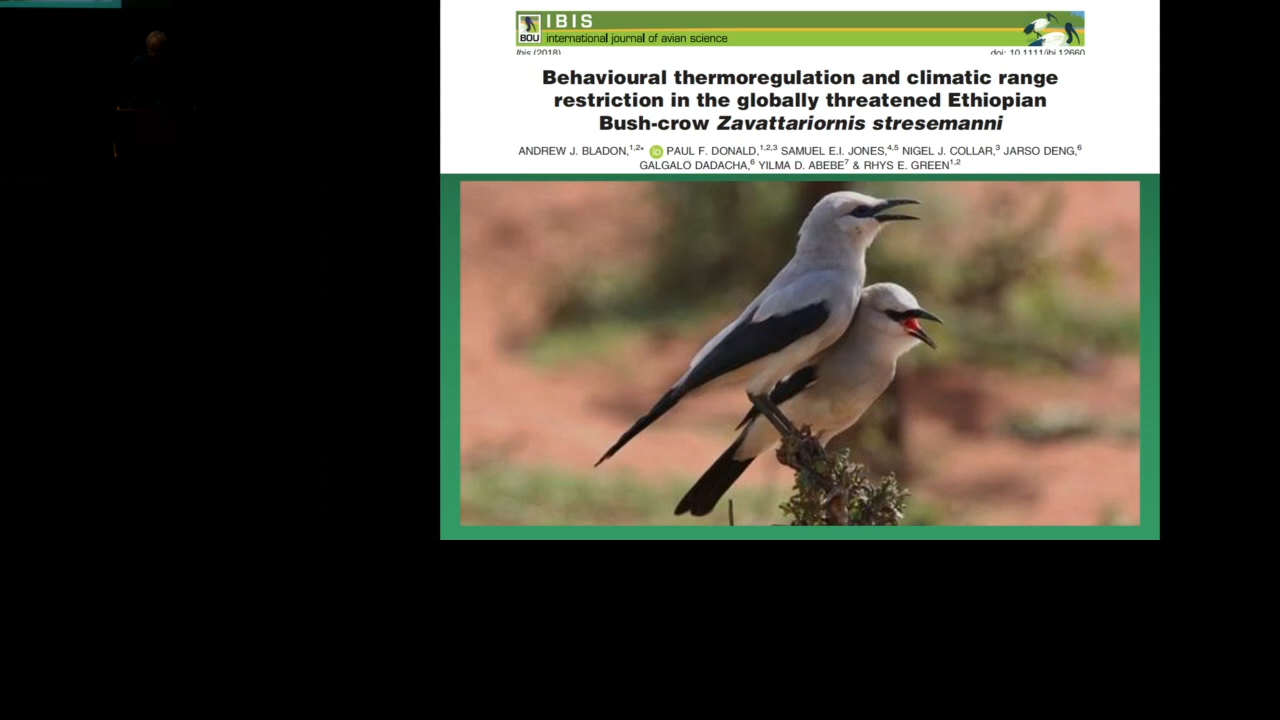 IBIS
BOU
international journal of avian science
Ibis (2018)
doi: 10.1111/ibi.12660
Behavioural thermoregulation and climatic range
restriction in the globally threatened Ethiopian
Bush-crow Zavattariornis stresemanni
ANDREW J. BLADON,1,2* iD PAUL F. DONALD,1,2,3 SAMUEL E.I. JONES,4,5 NIGEL J. COLLAR,3 JARSO DENG,6
GALGALO DADACHA,6 YILMA D. ABEBE7 & RHYS E. GREEN1,2